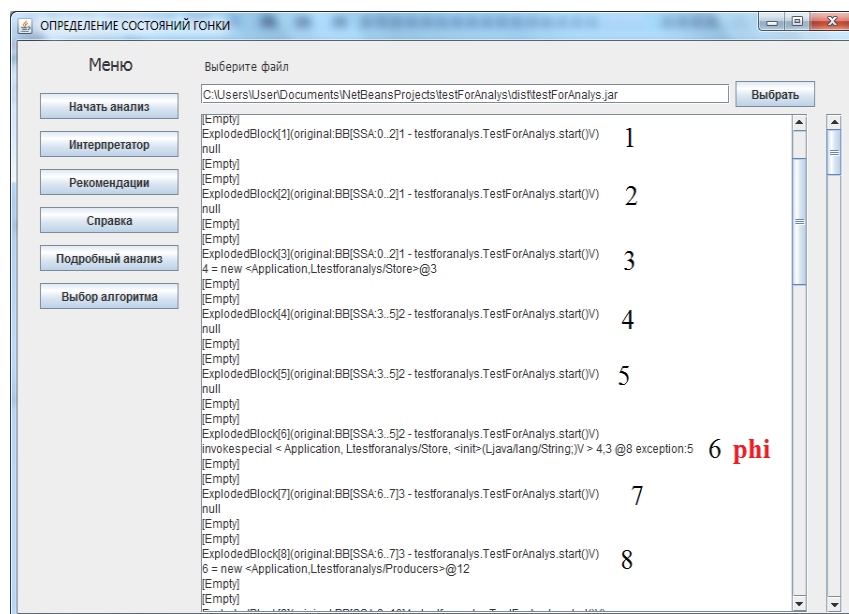 ОПРЕДЕЛЕНИЕ СОСТОЯНИЙ ГОНКИ
Меню
Выберите файл
C:\Users\User\Documents\NetBeansProjects\testForAnalys\dist\testForAnalys.jar
Выбрать
Начать анализ
Интерпретатор
Рекомендации
Справка
Подробный анализ
Выбор алгоритма
[Empty]
ExplodedBlock[1](original:BB[SSA:0..2]1 - testforanalys.TestForAnalys.start()V) 1
null
[Empty]
[Empty]
ExplodedBlock[2](original:BB[SSA:0..2]1 - testforanalys.TestForAnalys.start()V) 2
null
[Empty]
[Empty]
ExplodedBlock[3](original:BB[SSA:0..2]1 - testforanalys.TestForAnalys.start()V) 3
4 = new <Application,Ltestforanalys/Store>@3
[Empty]
[Empty]
ExplodedBlock[4](original:BB[SSA:3..5]2 - testforanalys.TestForAnalys.start()V) 4
null
[Empty]
[Empty]
ExplodedBlock[5](original:BB[SSA:3..5]2 - testforanalys.TestForAnalys.start()V) 5
null
[Empty]
[Empty]
ExplodedBlock[6](original:BB[SSA:3..5]2 - testforanalys.TestForAnalys.start()V)
invokespecial < Application, Ltestforanalys/Store, <init>(Ljava/lang/String;)V > 4,3 @8 exception:5 6 phi
[Empty]
[Empty]
ExplodedBlock[7](original:BB[SSA:6..7]3 - testforanalys.TestForAnalys.start()V) 7
null
[Empty]
[Empty]
ExplodedBlock[8](original:BB[SSA:6..7]3 - testforanalys.TestForAnalys.start()V) 8
6 = new <Application,Ltestforanalys/Producers>@12
[Empty]
[Empty]